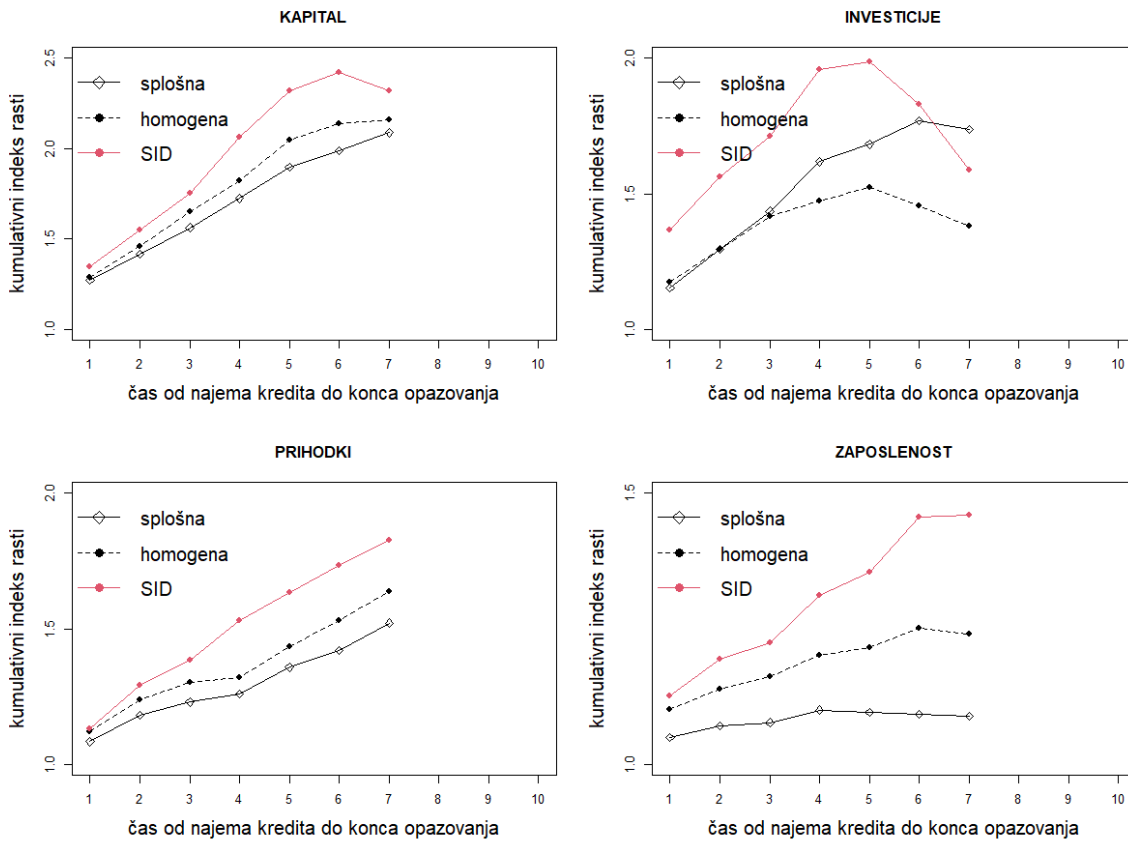 KAPITAL
kumulativni indeks rasti
2.5
2.0
1.5
1.0
splošna
homogena
SID
1 2 3 4 5 6 7 8 9 10
čas od najema kredita do konca opazovanja
INVESTICIJE
kumulativni indeks rasti
2.0
1.5
1.0
splošna
homogena
SID
1 2 3 4 5 6 7 8 9 10
čas od najema kredita do konca opazovanja
PRIHODKI
kumulativni indeks rasti
2.0
1.5
1.0
splošna
homogena
SID
1 2 3 4 5 6 7 8 9 10
čas od najema kredita do konca opazovanja
ZAPOSLENOST
kumulativni indeks rasti
1.5
1.0
splošna
homogena
SID
1 2 3 4 5 6 7 8 9 10
čas od najema kredita do konca opazovanja